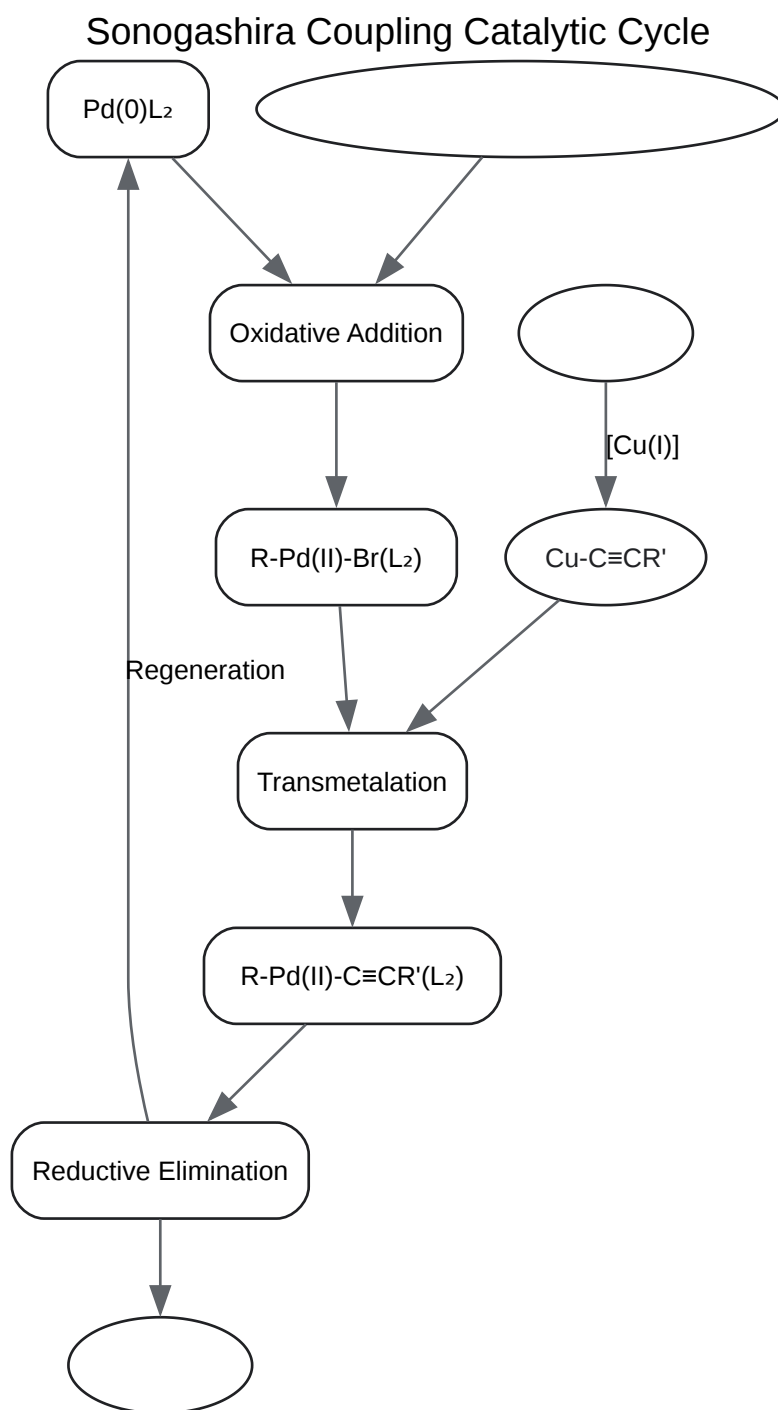 Sonogashira Coupling Catalytic Cycle
Pd(0)L₂
Oxidative Addition
[Cu(I)]
R-Pd(II)-Br(L₂)
Cu-C≡CR'
Regeneration
Transmetalation
R-Pd(II)-C≡CR'(L₂)
Reductive Elimination